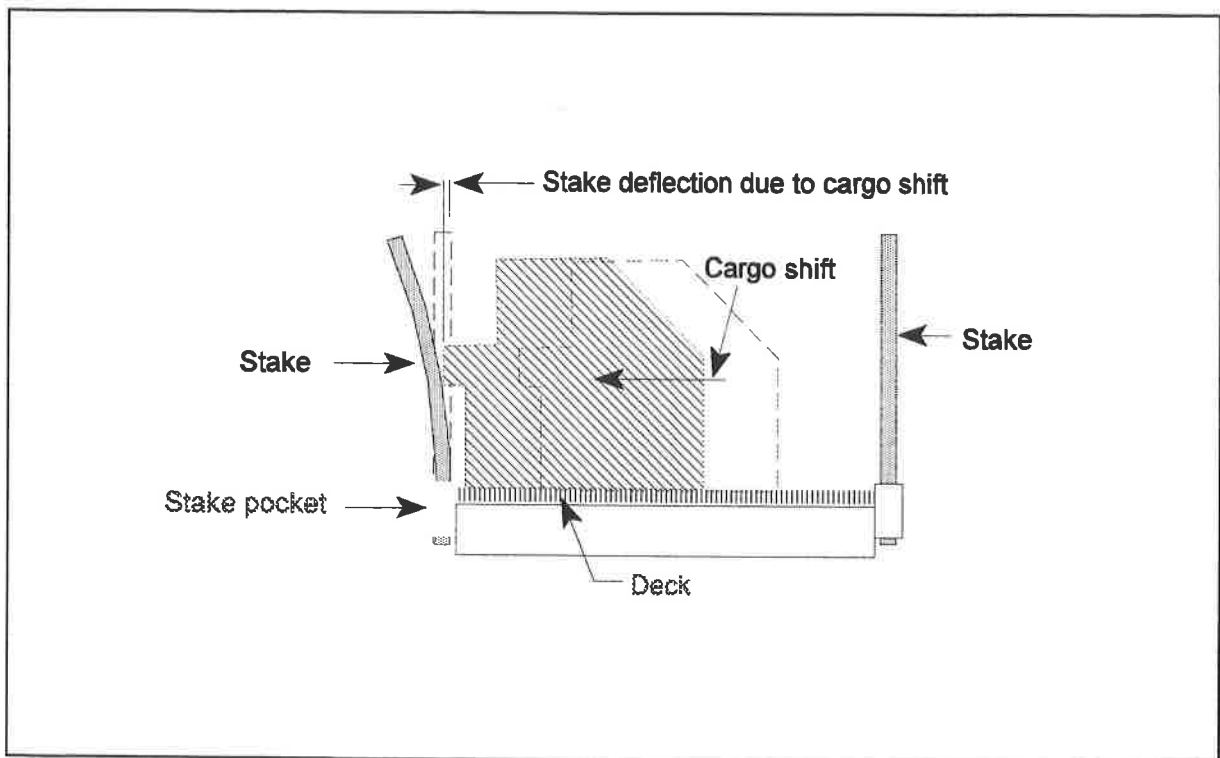 Stake deflection due to cargo shift
Cargo shift
Stake
Stake
Stake pocket
Deck